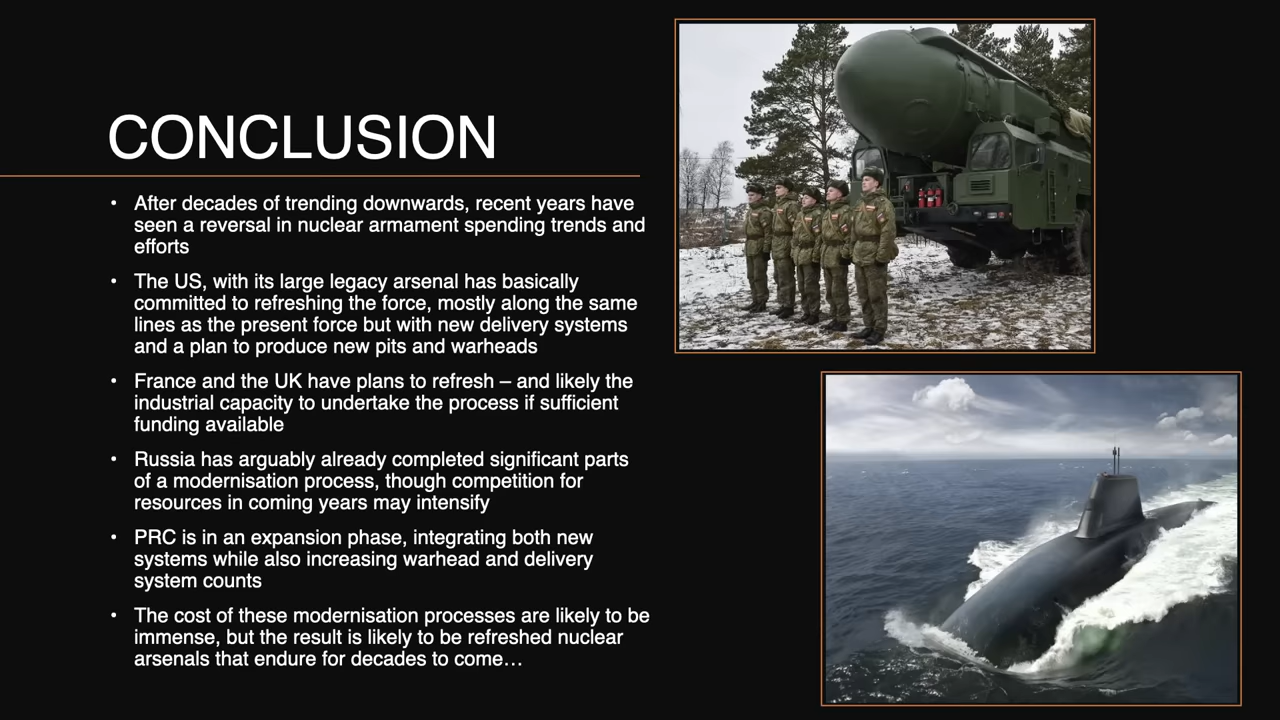 CONCLUSION
• After decades of trending downwards, recent years have
seen a reversal in nuclear armament spending trends and
efforts
• The US, with its large legacy arsenal has basically
committed to refreshing the force, mostly along the same
lines as the present force but with new delivery systems
and a plan to produce new pits and warheads
• France and the UK have plans to refresh – and likely the
industrial capacity to undertake the process if sufficient
funding available
• Russia has arguably already completed significant parts
of a modernisation process, though competition for
resources in coming years may intensify
• PRC is in an expansion phase, integrating both new
systems while also increasing warhead and delivery
system counts
• The cost of these modernisation processes are likely to be
immense, but the result is likely to be refreshed nuclear
arsenals that endure for decades to come…